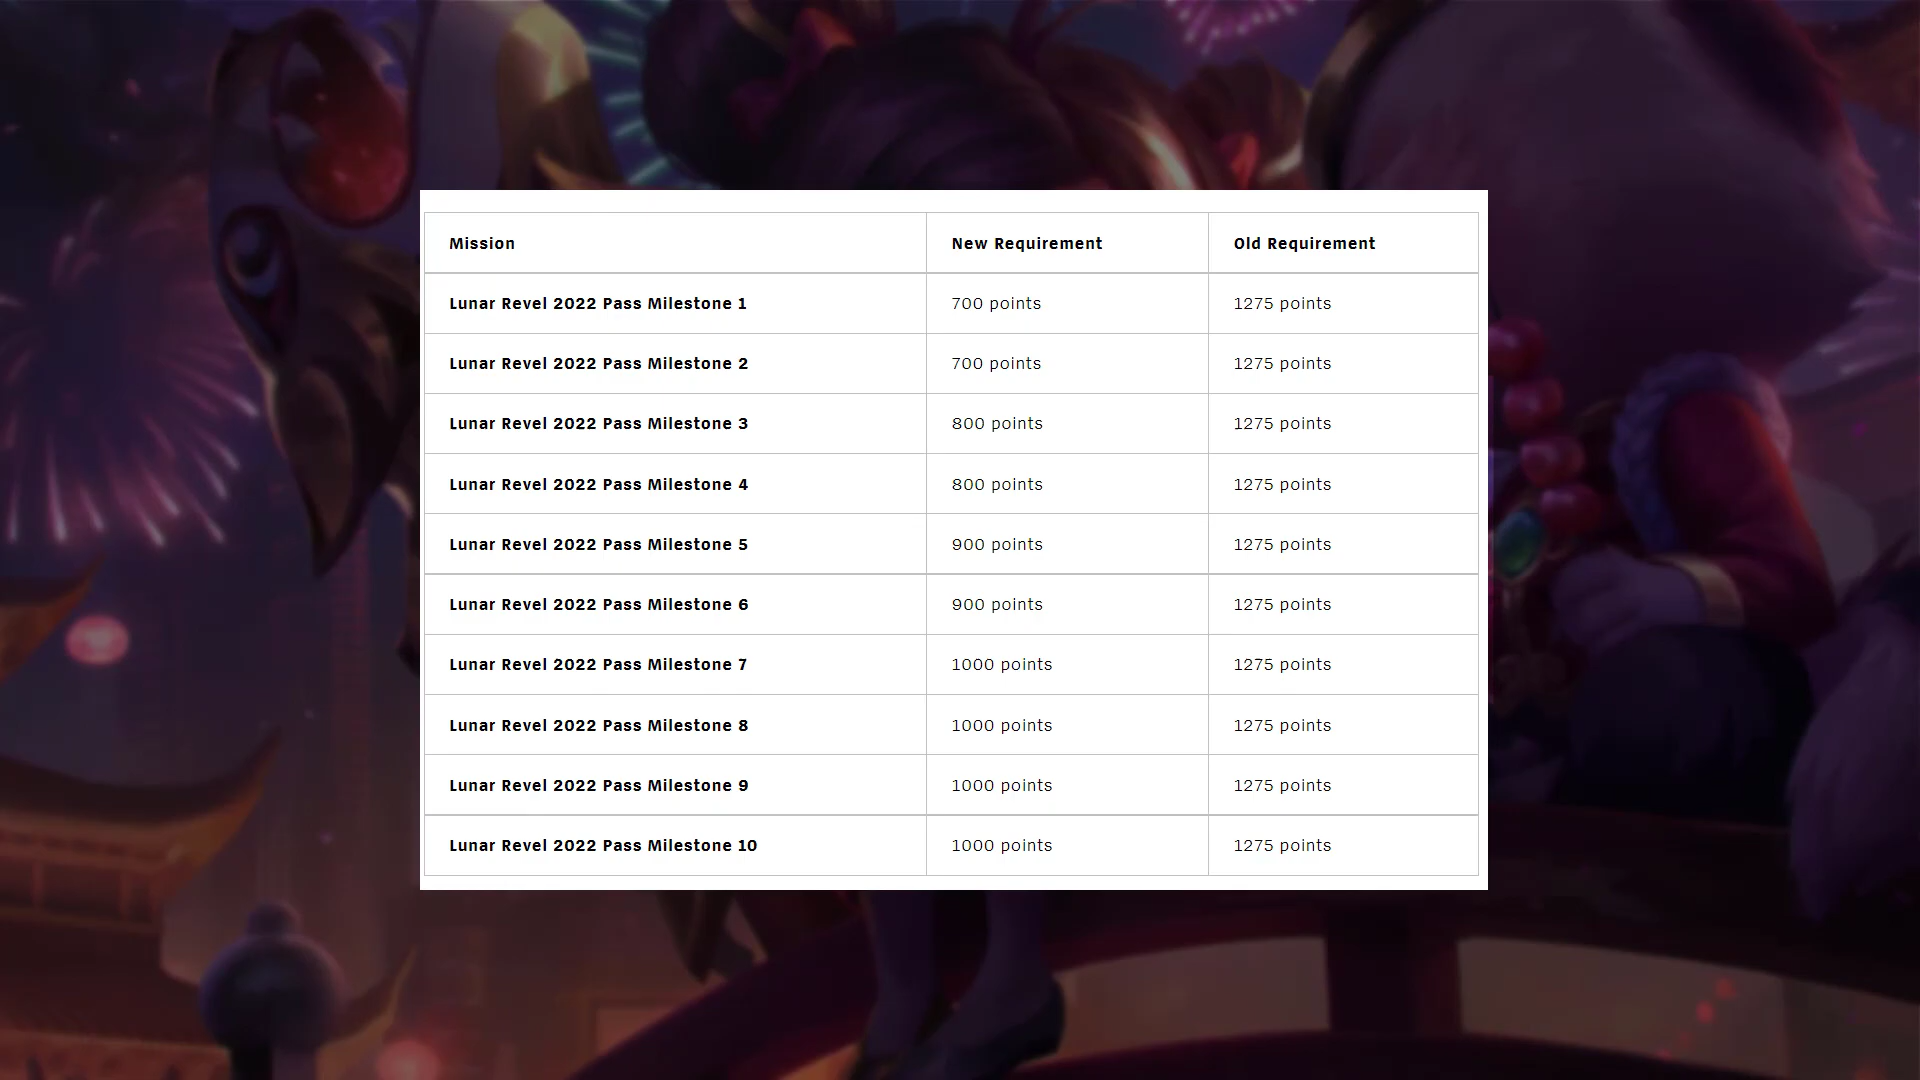 Mission New Requirement Old Requirement
Lunar Revel 2022 Pass Milestone 1 700 points 1275 points
Lunar Revel 2022 Pass Milestone 2 700 points 1275 points
Lunar Revel 2022 Pass Milestone 3 800 points 1275 points
Lunar Revel 2022 Pass Milestone 4 800 points 1275 points
Lunar Revel 2022 Pass Milestone 5 900 points 1275 points
Lunar Revel 2022 Pass Milestone 6 900 points 1275 points
Lunar Revel 2022 Pass Milestone 7 1000 points 1275 points
Lunar Revel 2022 Pass Milestone 8 1000 points 1275 points
Lunar Revel 2022 Pass Milestone 9 1000 points 1275 points
Lunar Revel 2022 Pass Milestone 10 1000 points 1275 points